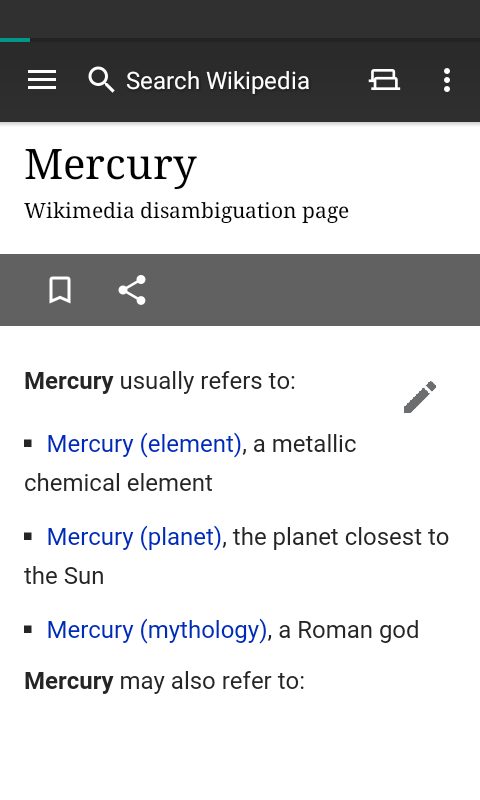 Search Wikipedia
Mercury
Wikimedia disambiguation page
Mercury usually refers to:
▪ Mercury (element), a metallic
chemical element
▪ Mercury (planet), the planet closest to
the Sun
▪ Mercury (mythology), a Roman god
Mercury may also refer to: